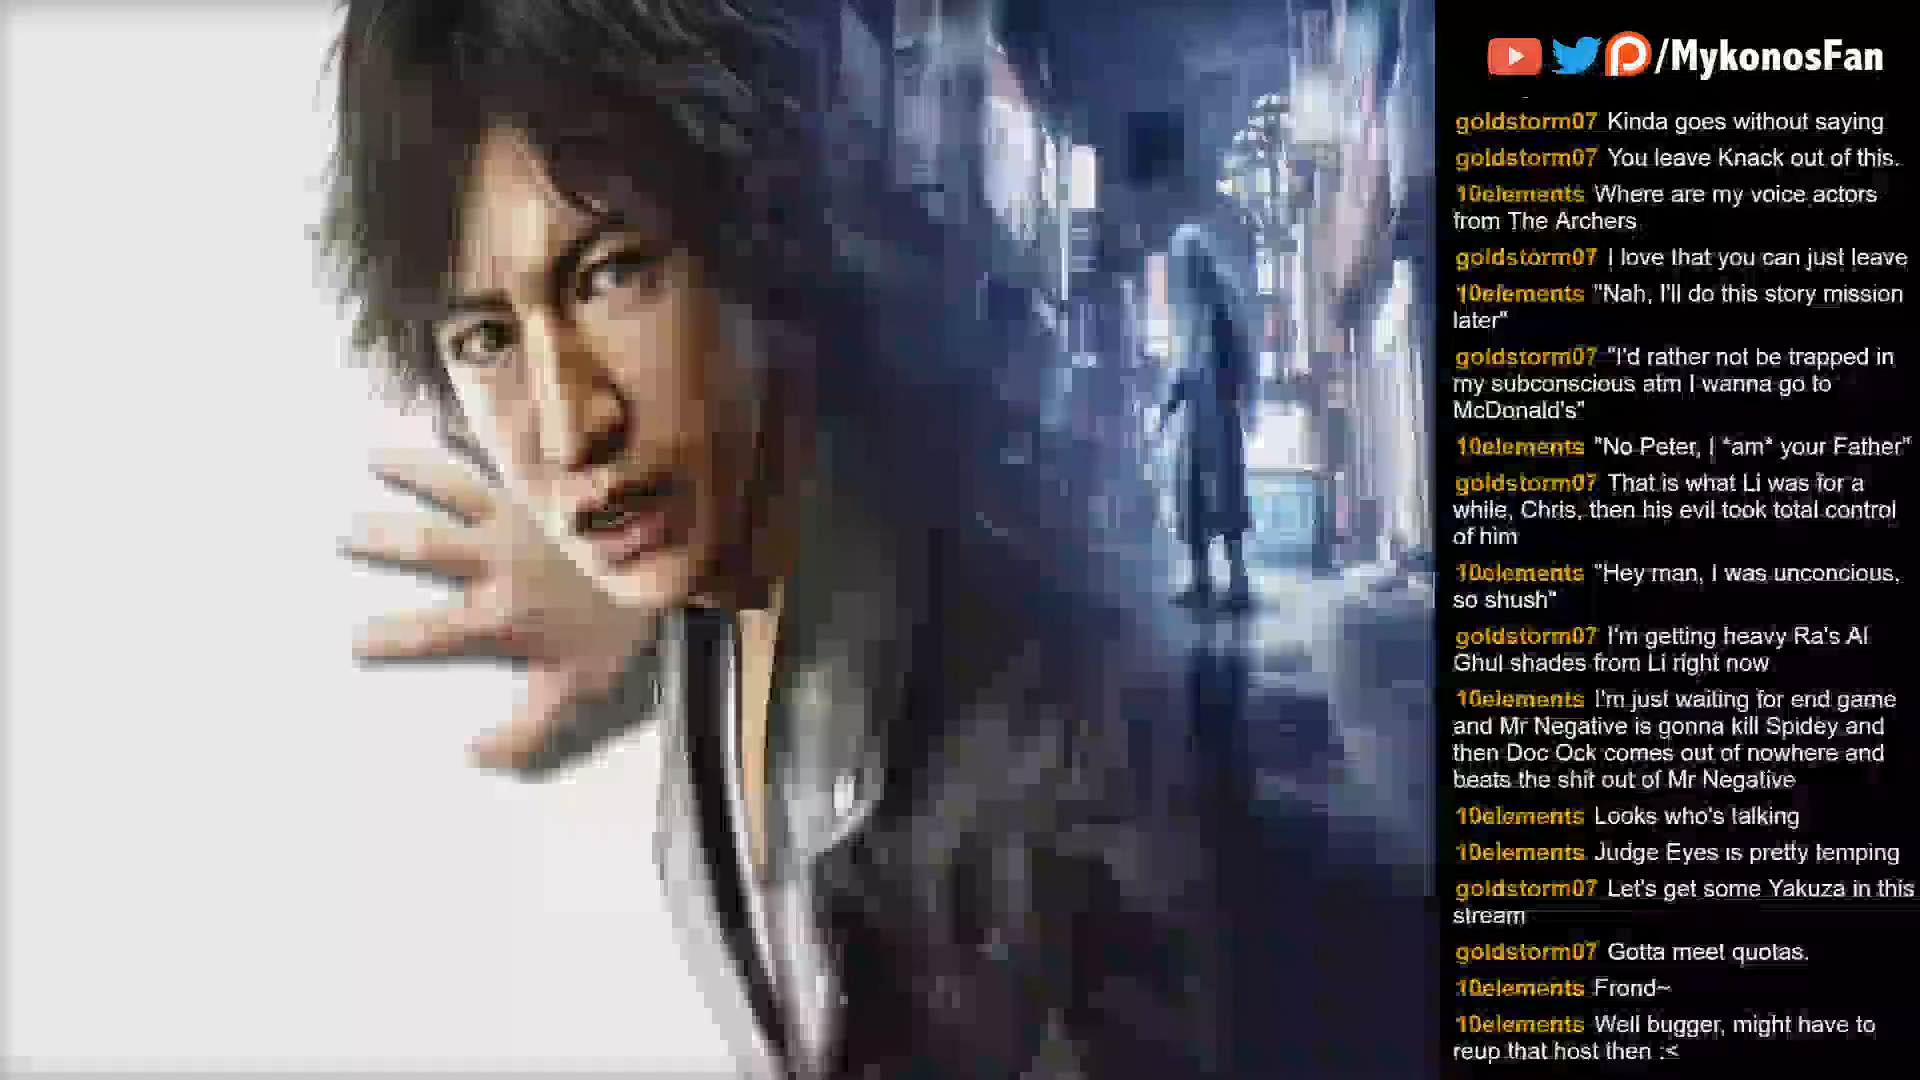 /MykonosFan
goldstorm07 Kinda goes without saying
goldstorm07 You leave Knack out of this.
10elements Where are my voice actors
from The Archers
goldstorm07 I love that you can just leave
10elements "Nah, I'll do this story mission
later"
goldstorm07 "I'd rather not be trapped in
my subconscious atm I wanna go to
McDonald's"
10elements "No Peter, I *am* your Father"
goldstorm07 That is what Li was for a
while, Chris, then his evil took total control
of him
10elements "Hey man, I was unconcious,
so shush"
goldstorm07 I'm getting heavy Ra's Al
Ghul shades from Li right now
10elements I'm just waiting for end game
and Mr Negative is gonna kill Spidey and
then Doc Ock comes out of nowhere and
beats the shit out of Mr Negative
10elements Looks who's talking
10elements Judge Eyes is pretty temping
goldstorm07 Let's get some Yakuza in this
stream
goldstorm07 Gotta meet quotas.
10elements Frond~
10elements Well bugger, might have to
reup that host then :<